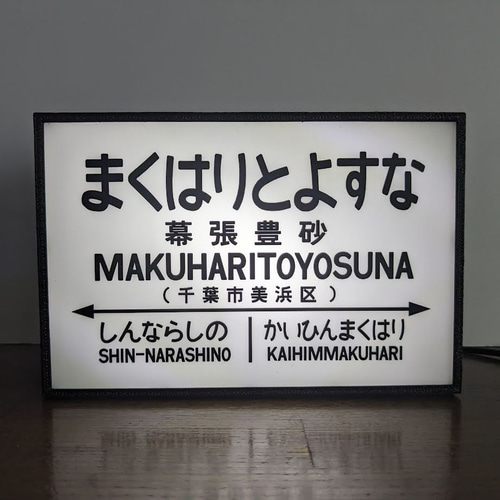 まくはりとよすな
幕張豊砂
MAKUHARITOYOSUNA
(千葉市美浜区)
しんならしの かいひんまくはり
SHIN-NARASHINO KAIHIMMAKUHARI